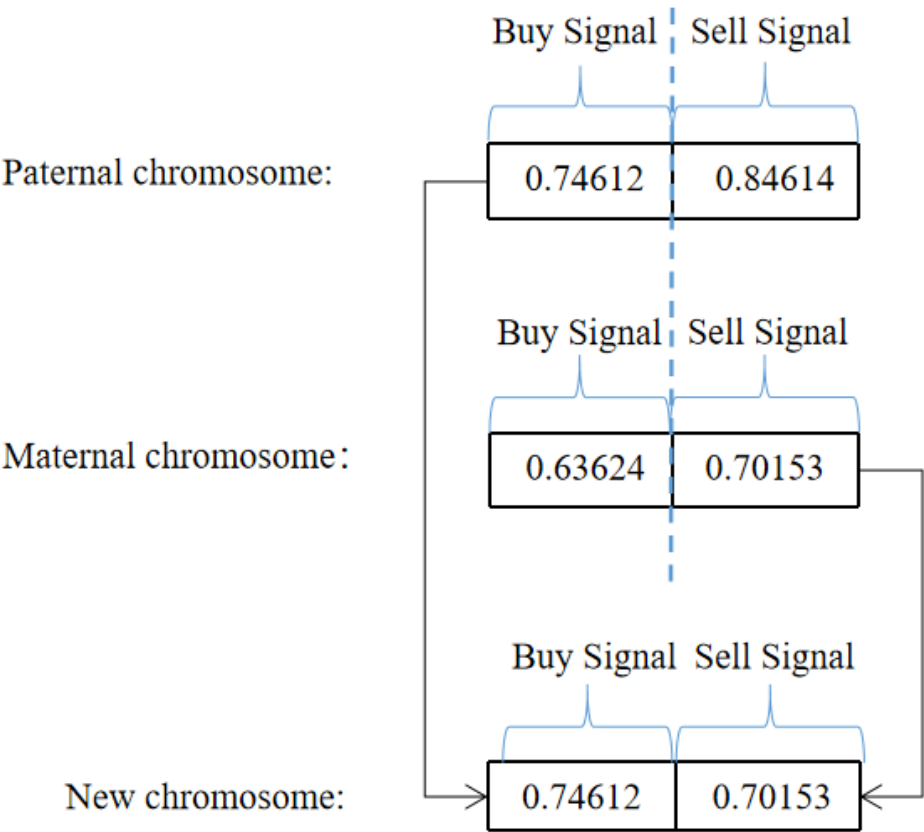 Buy Signal Sell Signal
Paternal chromosome: 0.74612 0.84614
Buy Signal Sell Signal
Maternal chromosome: 0.63624 0.70153
Buy Signal Sell Signal
New chromosome: 0.74612 0.70153